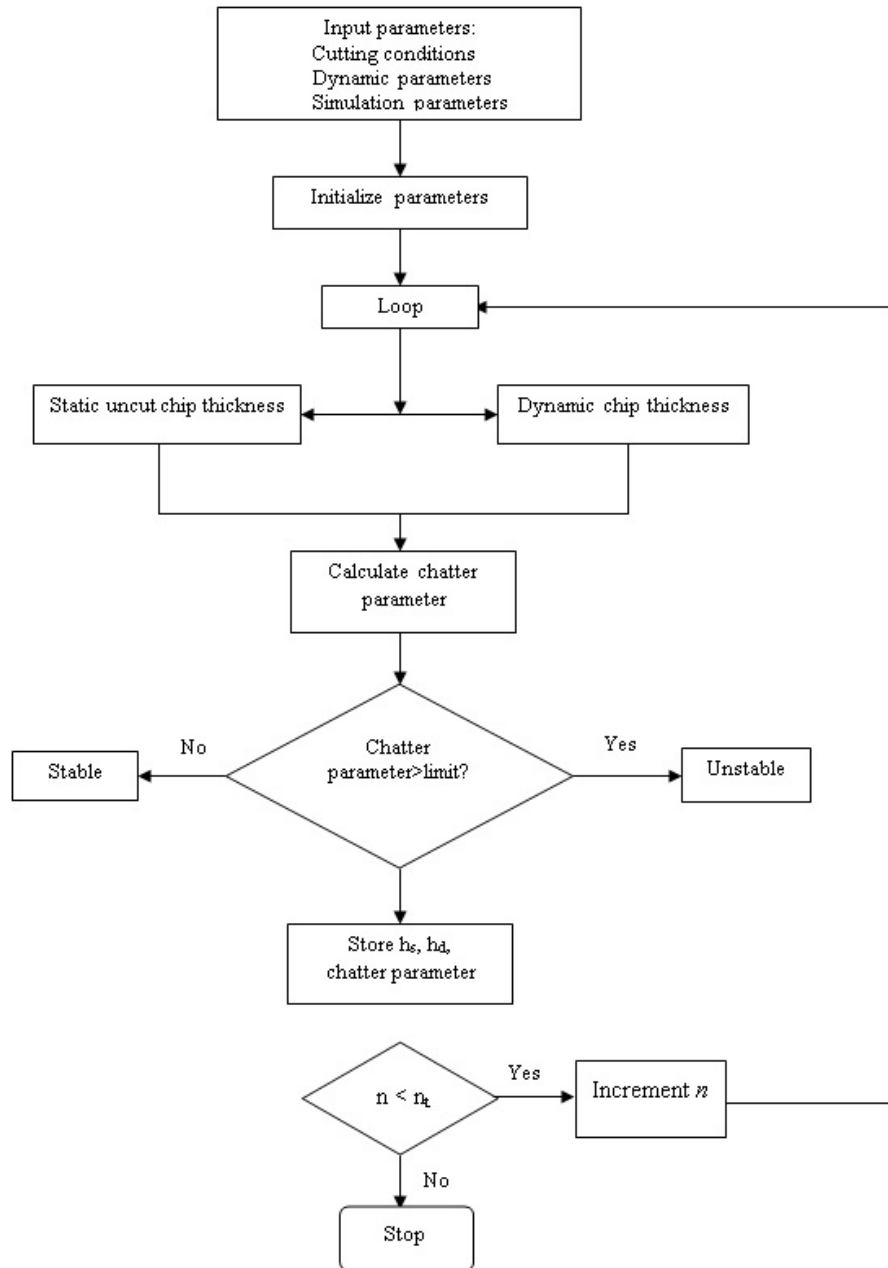 Input parameters:
Cutting conditions
Dynamic parameters
Simulation parameters
Initialize parameters
Loop
Static uncut chip thickness
Dynamic chip thickness
Calculate chatter
parameter
No
Chatter
parameter>limit?
Yes
Stable
Unstable
Store hₛ, h_d,
chatter parameter
n < nₜ
Yes
Increment n
No
Stop